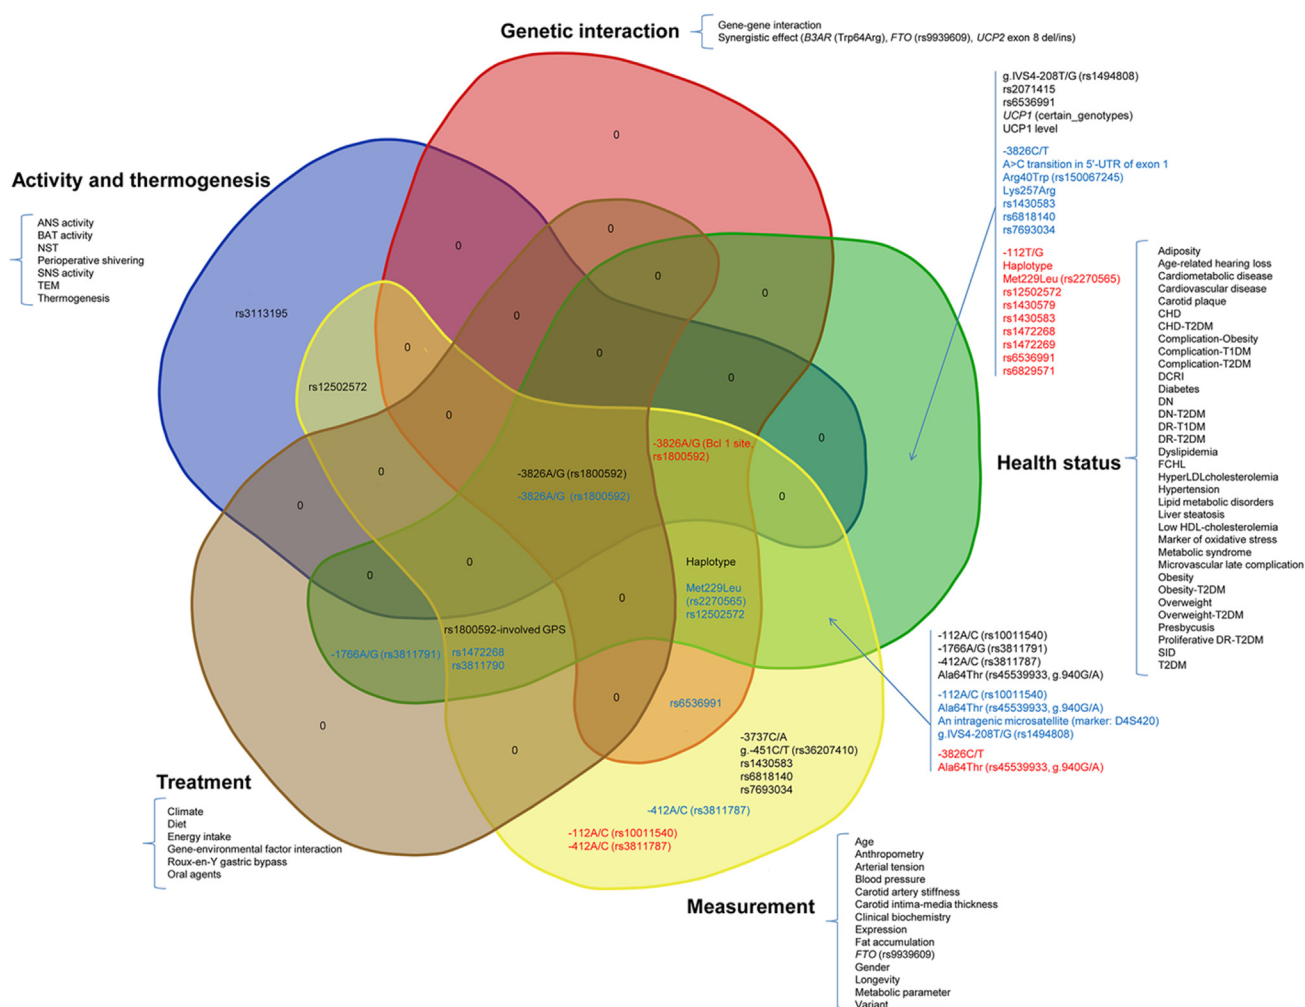 Genetic interaction
Gene-gene interaction
Synergistic effect (B3AR (Trp64Arg), FTO (rs9939609), UCP2 exon 8 del/ins)
Activity and thermogenesis
ANS activity
BAT activity
NST
Perioperative shivering
SNS activity
TEM
Thermogenesis
g.IVS4-208T/G (rs1494808)
rs2071415
rs6536991
UCP1 (certain_genotypes)
UCP1 level
-3826C/T
A>C transition in 5'-UTR of exon 1
Arg40Trp (rs150067245)
Lys257Arg
rs1430583
rs6818140
rs7693034
-112T/G
Haplotype
Met229Leu (rs2270565)
rs12502572
rs1430579
rs1430583
rs1472268
rs1472269
rs6536991
rs6829571
Health status
Adiposity
Age-related hearing loss
Cardiometabolic disease
Cardiovascular disease
Carotid plaque
CHD
CHD-T2DM
Complication-Obesity
Complication-T1DM
Complication-T2DM
DCRI
Diabetes
DN
DN-T2DM
DR-T1DM
DR-T2DM
Dyslipidemia
FCHL
HyperLDLcholesterolemia
Hypertension
Lipid metabolic disorders
Liver steatosis
Low HDL-cholesterolemia
Marker of oxidative stress
Metabolic syndrome
Microvascular late complication
Obesity
Obesity-T2DM
Overweight
Overweight-T2DM
Presbycusis
Proliferative DR-T2DM
SID
T2DM
0
0
0
0
0
rs3113195
0
0
0
rs12502572
0
0
0
0
-3826A/G (Bcl 1 site,
rs1800592)
-3826A/G (rs1800592)
-3826A/G (rs1800592)
0
0
0
0
0
0
Haplotype
Met229Leu
(rs2270565)
rs12502572
rs1800592-involved GPS
-1766A/G (rs3811791)
rs1472268
rs3811790
0
rs6536991
0
0
-3737C/A
g.-451C/T (rs36207410)
rs1430583
rs6818140
rs7693034
-412A/C (rs3811787)
-112A/C (rs10011540)
-412A/C (rs3811787)
-112A/C (rs10011540)
-1766A/G (rs3811791)
-412A/C (rs3811787)
Ala64Thr (rs45539933, g.940G/A)
-112A/C (rs10011540)
Ala64Thr (rs45539933, g.940G/A)
An intragenic microsatellite (marker: D4S420)
g.IVS4-208T/G (rs1494808)
-3826C/T
Ala64Thr (rs45539933, g.940G/A)
Treatment
Climate
Diet
Energy intake
Gene-environmental factor interaction
Roux-en-Y gastric bypass
Oral agents
Measurement
Age
Anthropometry
Arterial tension
Blood pressure
Carotid artery stiffness
Carotid intima-media thickness
Clinical biochemistry
Expression
Fat accumulation
FTO (rs9939609)
Gender
Longevity
Metabolic parameter
Variant